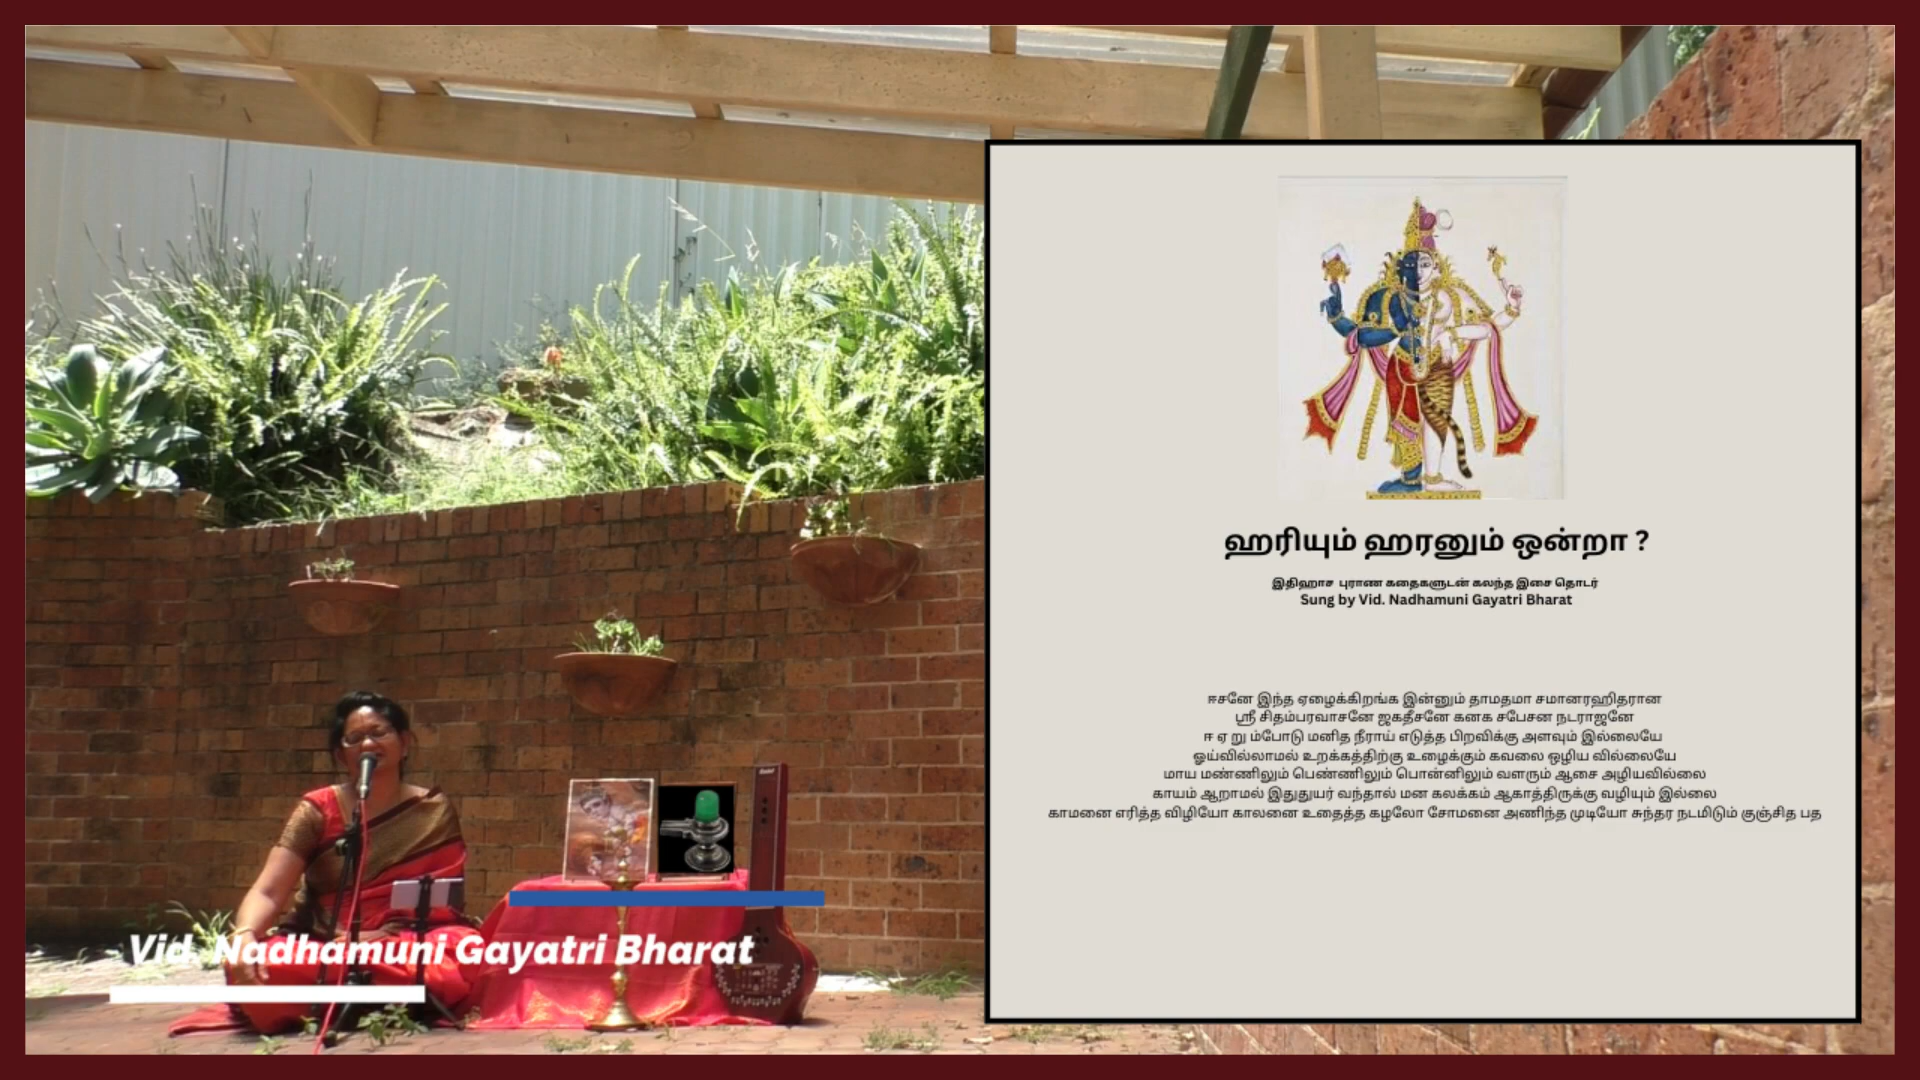 ஹரியும் ஹரனும் ஒன்றா ?
இதிஹாச புராண கதைகளுடன் கலந்த இசை தொடர்
Sung by Vid. Nadhamuni Gayatri Bharat
ஈசனே இந்த ஏழைக்கிறங்க இன்னும் தாமதமா சமானரஹிதரான
ஸ்ரீ சிதம்பரவாசனே ஜகதீசனே கனக சபேசன நடராஜனே
ஈ ஏ று ம்போடு மனித நீராய் எடுத்த பிறவிக்கு அளவும் இல்லையே
ஓய்வில்லாமல் உறக்கத்திற்கு உழைக்கும் கவலை ஒழிய வில்லையே
மாய மண்ணிலும் பெண்ணிலும் பொன்னிலும் வளரும் ஆசை அழியவில்லை
காயம் ஆறாமல் இதுதுயர் வந்தால் மன கலக்கம் ஆகாத்திருக்கு வழியும் இல்லை
காமனை எரித்த விழியோ காலனை உதைத்த கழலோ சோமனை அணிந்த முடியோ சுந்தர நடமிடும் குஞ்சித பத
Vid. Nadhamuni Gayatri Bharat